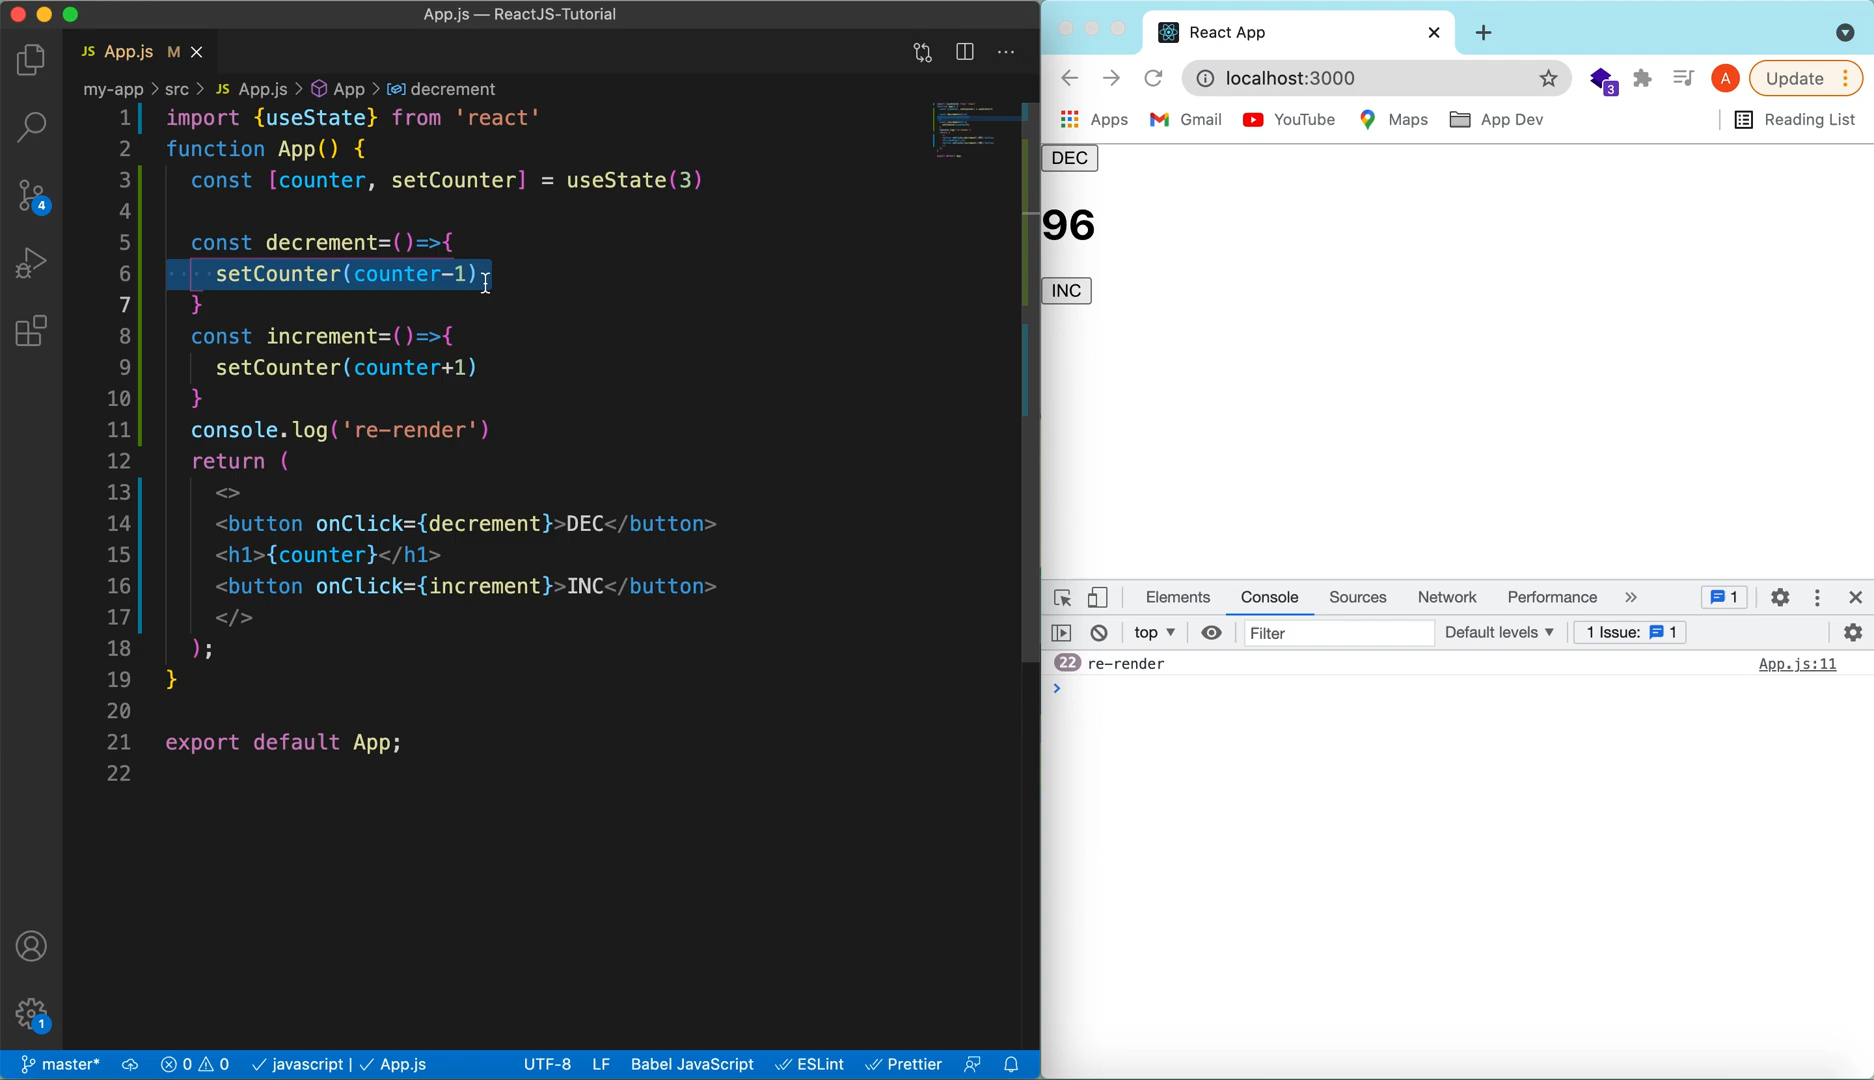 App.js — ReactJS-Tutorial
JS App.js M
my-app > src > JS App.js > App > decrement
1 import {useState} from 'react'
2 function App() {
3 const [counter, setCounter] = useState(3)
4
5 const decrement=()=>{
6 setCounter(counter-1)
7 }
8 const increment=()=>{
9 setCounter(counter+1)
10 }
11 console.log('re-render')
12 return (
13 <>
14 <button onClick={decrement}>DEC</button>
15 <h1>{counter}</h1>
16 <button onClick={increment}>INC</button>
17 </>
18 );
19 }
20
21 export default App;
22
4
1
master* 0 0 javascript | App.js UTF-8 LF Babel JavaScript ESLint Prettier
React App
localhost:3000 3 A Update
Apps Gmail YouTube Maps App Dev Reading List
DEC
96
INC
Elements Console Sources Network Performance » 1
top Filter Default levels 1 Issue: 1
22 re-render App.js:11
>